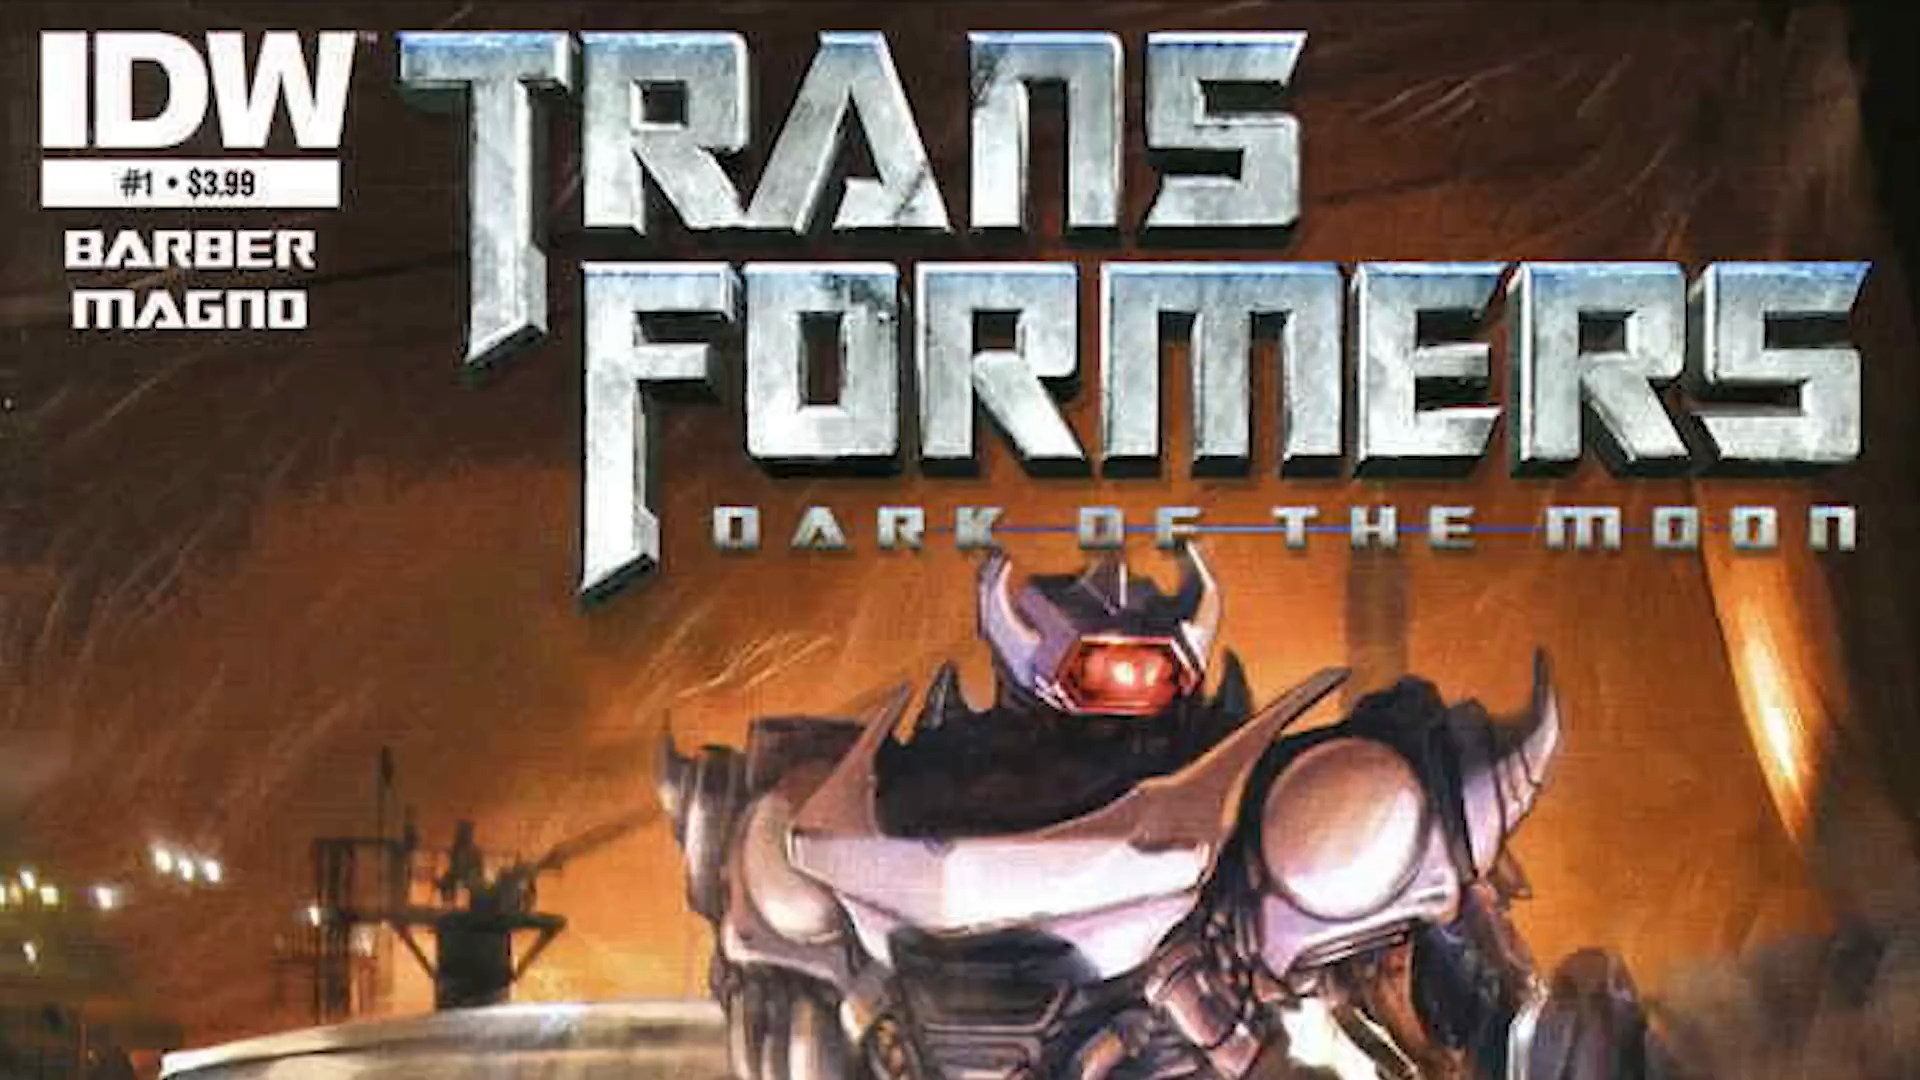 IDW
#1 • $3.99
BARBER
MAGNO
TRANS
FORMERS
DARK OF THE MOON